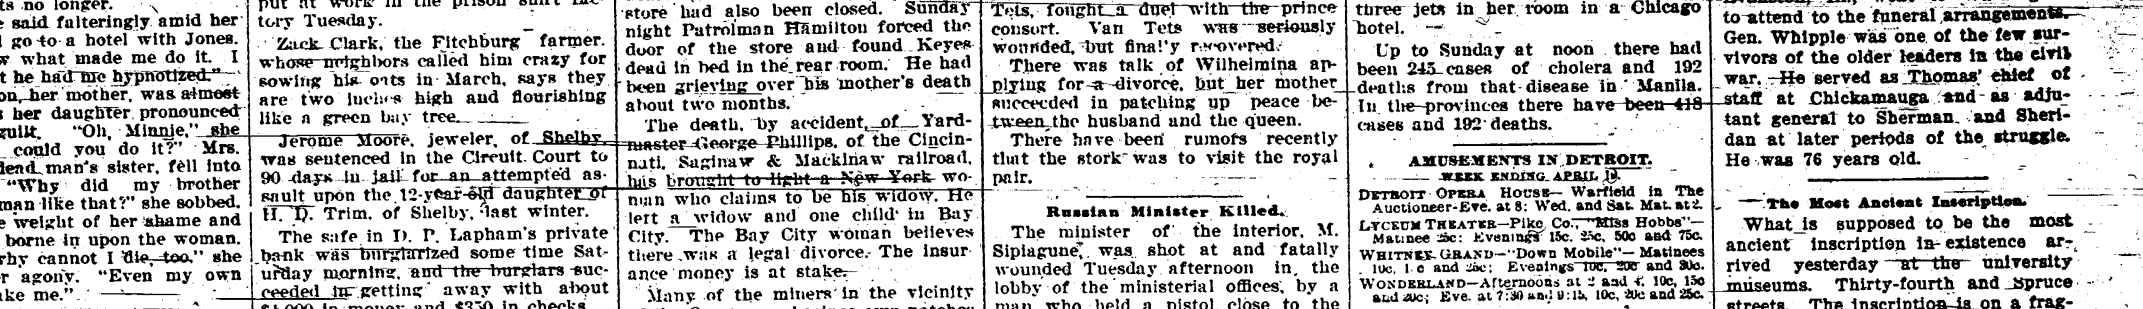 ts no longer.
e said falteringly amid her
l go to a hotel with Jones.
w what made me do it. I
t he had me hypnotized."
on, her mother, was almost
s her daughter pronounced
guilt. "Oh, Minnie," she
could you do it?" Mrs.
dead man's sister, fell into
"Why did my brother
man like that?" she sobbed.
e weight of her shame and
borne in upon the woman.
why cannot I die, too," she
r agony. "Even my own
ake me."
put at work in the prison
tory Tuesday.
Zack Clark, the Fitchburg farmer.
whose neighbors called him crazy for
sowing his oats in March, says they
are two inches high and flourishing
like a green bay tree.
Jerome Moore, jeweler, of Shelby,
was sentenced in the Circuit Court to
90 days in jail for an attempted as-
sault upon the 12-year-old daughter of
H. D. Trim, of Shelby, last winter.
The safe in D. P. Lapham's private
bank was burglarized some time Sat-
urday morning, and the burglars suc-
ceeded in getting away with about
$1,000 in money and $350 in checks
store had also been closed. Sunday
night Patrolman Hamilton forced the
door of the store and found Keyes
dead in bed in the rear room. He had
been grieving over his mother's death
about two months.
The death, by accident, of Yard-
master George Phillips, of the Cincin-
nati, Saginaw & Mackinaw railroad,
has brought to light a New York wo-
man who claims to be his widow. He
left a widow and one child in Bay
City. The Bay City woman believes
there was a legal divorce. The insur
ance money is at stake.
Many of the miners in the vicinity
Tets, fought a duel with the prince
consort. Van Tets was seriously
wounded, but finally recovered.
There was talk of Wilhelmina ap-
plying for a divorce, but her mother
succeeded in patching up peace be-
tween the husband and the queen.
There have been rumors recently
that the stork was to visit the royal
pair.
Russian Minister Killed.
The minister of the interior, M.
Sipiagune, was shot at and fatally
wounded Tuesday afternoon in the
lobby of the ministerial offices, by a
man who held a pistol close to the
three jets in her room in a Chicago
hotel.
Up to Sunday at noon there had
been 245 cases of cholera and 192
deaths from that disease in Manila.
In the provinces there have been 418
cases and 192 deaths.
AMUSEMENTS IN DETROIT.
WEEK ENDING APRIL
DETROIT OPERA HOUSE—Warfield in The
Auctioneer-Eve. at 8: Wed. and Sat. Mat. at 2.
LYCEUM THEATER—Pike Co., "Miss Hobbs"—
Matinee 25c: Evenings 15c, 25c, 50c and 75c.
WHITNEY GRAND—"Down Mobile"—Matinees
10c, 15c and 25c; Evenings 10c, 20c and 30c.
WONDERLAND—Afternoons at 2 and 4, 10c, 15c
and 20c; Eve. at 7:30 and 9:15, 10c, 20c and 25c.
to attend to the funeral arrangements.
Gen. Whipple was one of the few sur-
vivors of the older leaders in the civil
war. He served as Thomas' chief of
staff at Chickamauga and as adju-
tant general to Sherman and Sheri-
dan at later periods of the struggle.
He was 76 years old.
The Most Ancient Inscription.
What is supposed to be the most
ancient inscription in existence ar-
rived yesterday at the university
museums. Thirty-fourth and Spruce
streets. The inscription is on a frag-